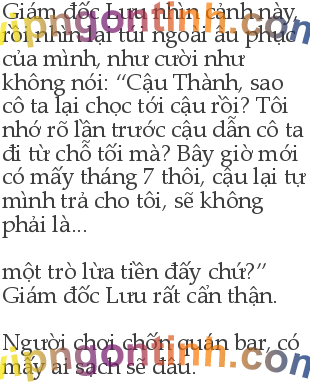 Giám đốc Lưu nhìn cảnh này,
rồi nhìn lại túi ngoài âu phục
của mình, như cười như
không nói: “Cậu Thành, sao
cô ta lại chọc tới cậu rồi? Tôi
nhớ rõ lần trước cậu dẫn cô ta
đi từ chỗ tối mà? Bây giờ mới
có mấy tháng 7 thôi, cậu lại tự
mình trả cho tôi, sẽ không
phải là...
một trò lừa tiền đấy chứ?”
Giám đốc Lưu rất cẩn thận.
Người chơi chốn quán bar, có
mấy ai sạch sẽ đâu.
vipngontinh.com
vipngontinh.com